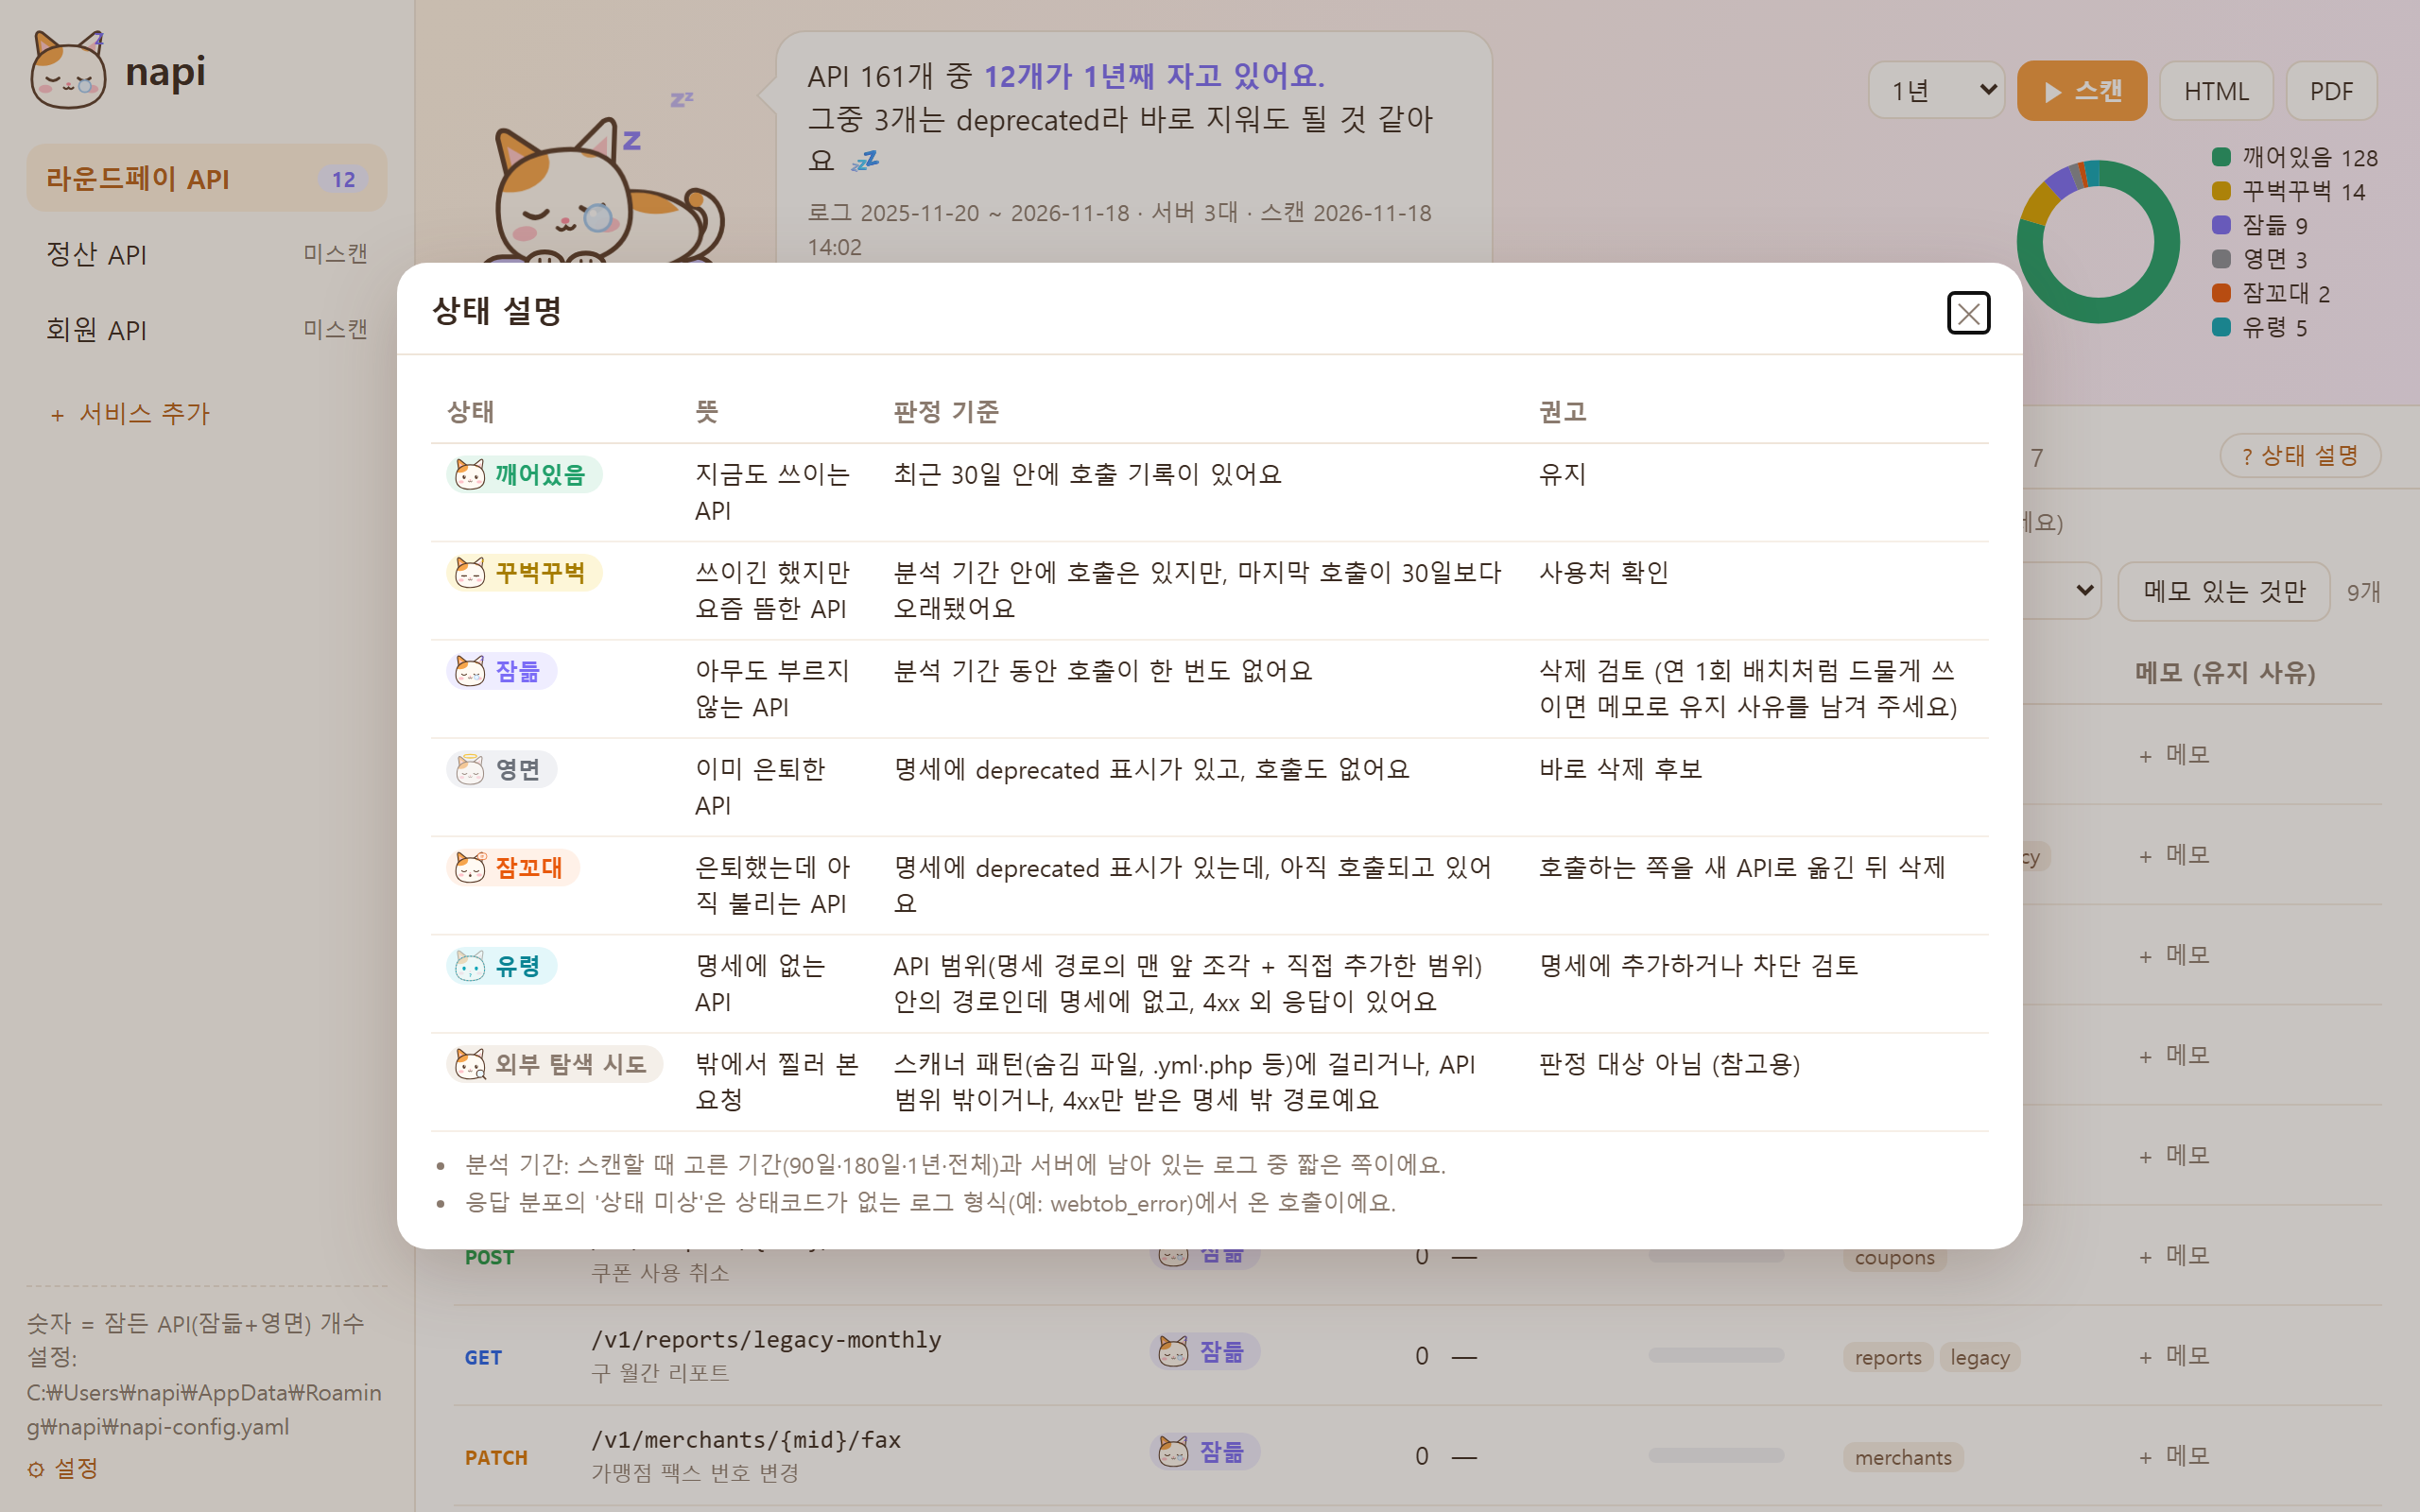 napi
라운드페이 API 12
정산 API 미스캔
회원 API 미스캔
+ 서비스 추가
숫자 = 잠든 API(잠듦+영면) 개수
설정:
C:₩Users₩napi₩AppData₩Roamin
g₩napi₩napi-config.yaml
설정
z
zz
z
API 161개 중 12개가 1년째 자고 있어요.
그중 3개는 deprecated라 바로 지워도 될 것 같아
요 💤
로그 2025-11-20 ~ 2026-11-18 · 서버 3대 · 스캔 2026-11-18
14:02
1년 ▶ 스캔 HTML PDF
깨어있음 128
꾸벅꾸벅 14
잠듦 9
영면 3
잠꼬대 2
유령 5
7 ? 상태 설명
메모 있는 것만 9개
메모 (유지 사유)
+ 메모
+ 메모
+ 메모
+ 메모
+ 메모
상태 설명
상태 뜻 판정 기준 권고
깨어있음 지금도 쓰이는 최근 30일 안에 호출 기록이 있어요 유지
API
꾸벅꾸벅 쓰이긴 했지만 분석 기간 안에 호출은 있지만, 마지막 호출이 30일보다 사용처 확인
요즘 뜸한 API 오래됐어요
잠듦 아무도 부르지 분석 기간 동안 호출이 한 번도 없어요 삭제 검토 (연 1회 배치처럼 드물게 쓰
않는 API 이면 메모로 유지 사유를 남겨 주세요)
영면 이미 은퇴한 명세에 deprecated 표시가 있고, 호출도 없어요 바로 삭제 후보
API
잠꼬대 은퇴했는데 아 명세에 deprecated 표시가 있는데, 아직 호출되고 있어 호출하는 쪽을 새 API로 옮긴 뒤 삭제
직 불리는 API 요
유령 명세에 없는 API 범위(명세 경로의 맨 앞 조각 + 직접 추가한 범위) 명세에 추가하거나 차단 검토
API 안의 경로인데 명세에 없고, 4xx 외 응답이 있어요
외부 탐색 시도 밖에서 찔러 본 스캐너 패턴(숨김 파일, .yml·.php 등)에 걸리거나, API 판정 대상 아님 (참고용)
요청 범위 밖이거나, 4xx만 받은 명세 밖 경로예요
• 분석 기간: 스캔할 때 고른 기간(90일·180일·1년·전체)과 서버에 남아 있는 로그 중 짧은 쪽이에요.
• 응답 분포의 '상태 미상'은 상태코드가 없는 로그 형식(예: webtob_error)에서 온 호출이에요.
POST 잠듦 0 — coupons + 메모
쿠폰 사용 취소
GET /v1/reports/legacy-monthly 잠듦 0 — reports legacy + 메모
구 월간 리포트
PATCH /v1/merchants/{mid}/fax 잠듦 0 — merchants + 메모
가맹점 팩스 번호 변경